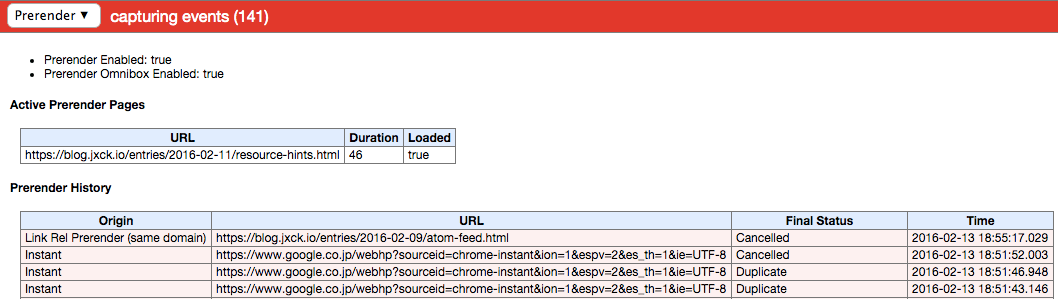 Prerender ▼ capturing events (141)
• Prerender Enabled: true
• Prerender Omnibox Enabled: true
Active Prerender Pages
URL Duration Loaded
https://blog.jxck.io/entries/2016-02-11/resource-hints.html 46 true
Prerender History
Origin URL Final Status Time
Link Rel Prerender (same domain) https://blog.jxck.io/entries/2016-02-09/atom-feed.html Cancelled 2016-02-13 18:55:17.029
Instant https://www.google.co.jp/webhp?sourceid=chrome-instant&ion=1&espv=2&es_th=1&ie=UTF-8 Cancelled 2016-02-13 18:51:52.003
Instant https://www.google.co.jp/webhp?sourceid=chrome-instant&ion=1&espv=2&es_th=1&ie=UTF-8 Duplicate 2016-02-13 18:51:46.948
Instant https://www.google.co.jp/webhp?sourceid=chrome-instant&ion=1&espv=2&es_th=1&ie=UTF-8 Duplicate 2016-02-13 18:51:43.146